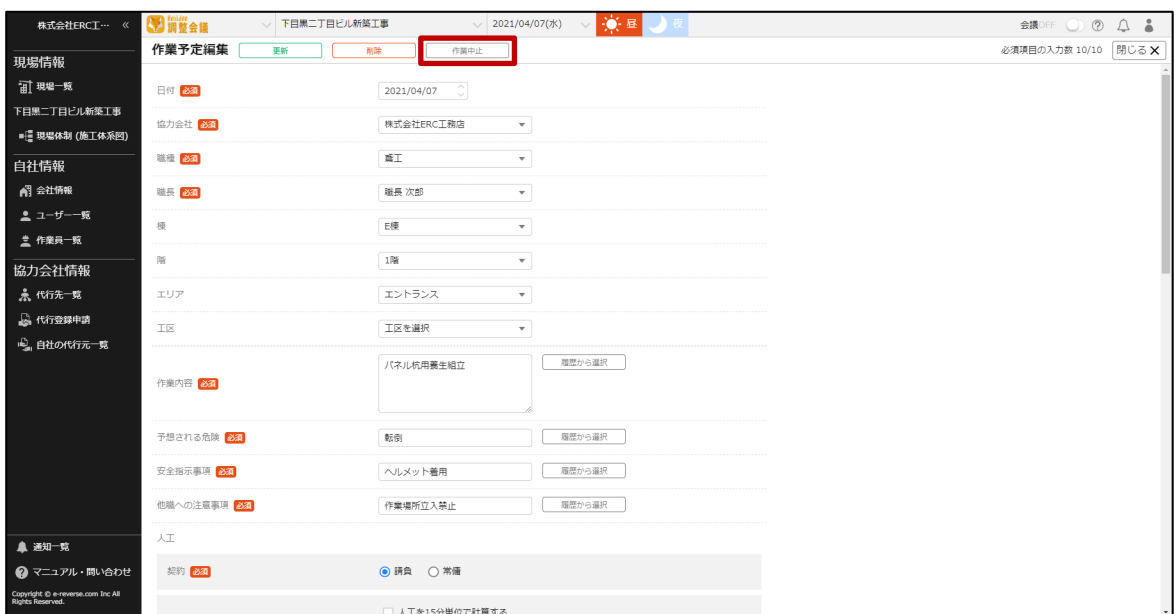 株式会社ERC工… «
Buildee 調整会議
下目黒二丁目ビル新築工事
2021/04/07(水)
昼
夜
会議OFF
作業予定編集
更新
削除
作業中止
必須項目の入力数 10/10
閉じる
現場情報
現場一覧
下目黒二丁目ビル新築工事
現場体制 (施工体系図)
自社情報
会社情報
ユーザー一覧
作業員一覧
協力会社情報
代行先一覧
代行登録申請
自社の代行元一覧
通知一覧
マニュアル・問い合わせ
Copyright © e-reverse.com Inc All
Rights Reserved.
日付 必須 2021/04/07
協力会社 必須 株式会社ERC工務店
職種 必須 鳶工
職長 必須 職長 次郎
棟 E棟
階 1階
エリア エントランス
工区 工区を選択
作業内容 必須 パネル杭用養生組立 履歴から選択
予想される危険 必須 転倒 履歴から選択
安全指示事項 必須 ヘルメット着用 履歴から選択
他職への注意事項 必須 作業場所立入禁止 履歴から選択
人工
契約 必須 請負 常傭
人工を15分単位で計算する